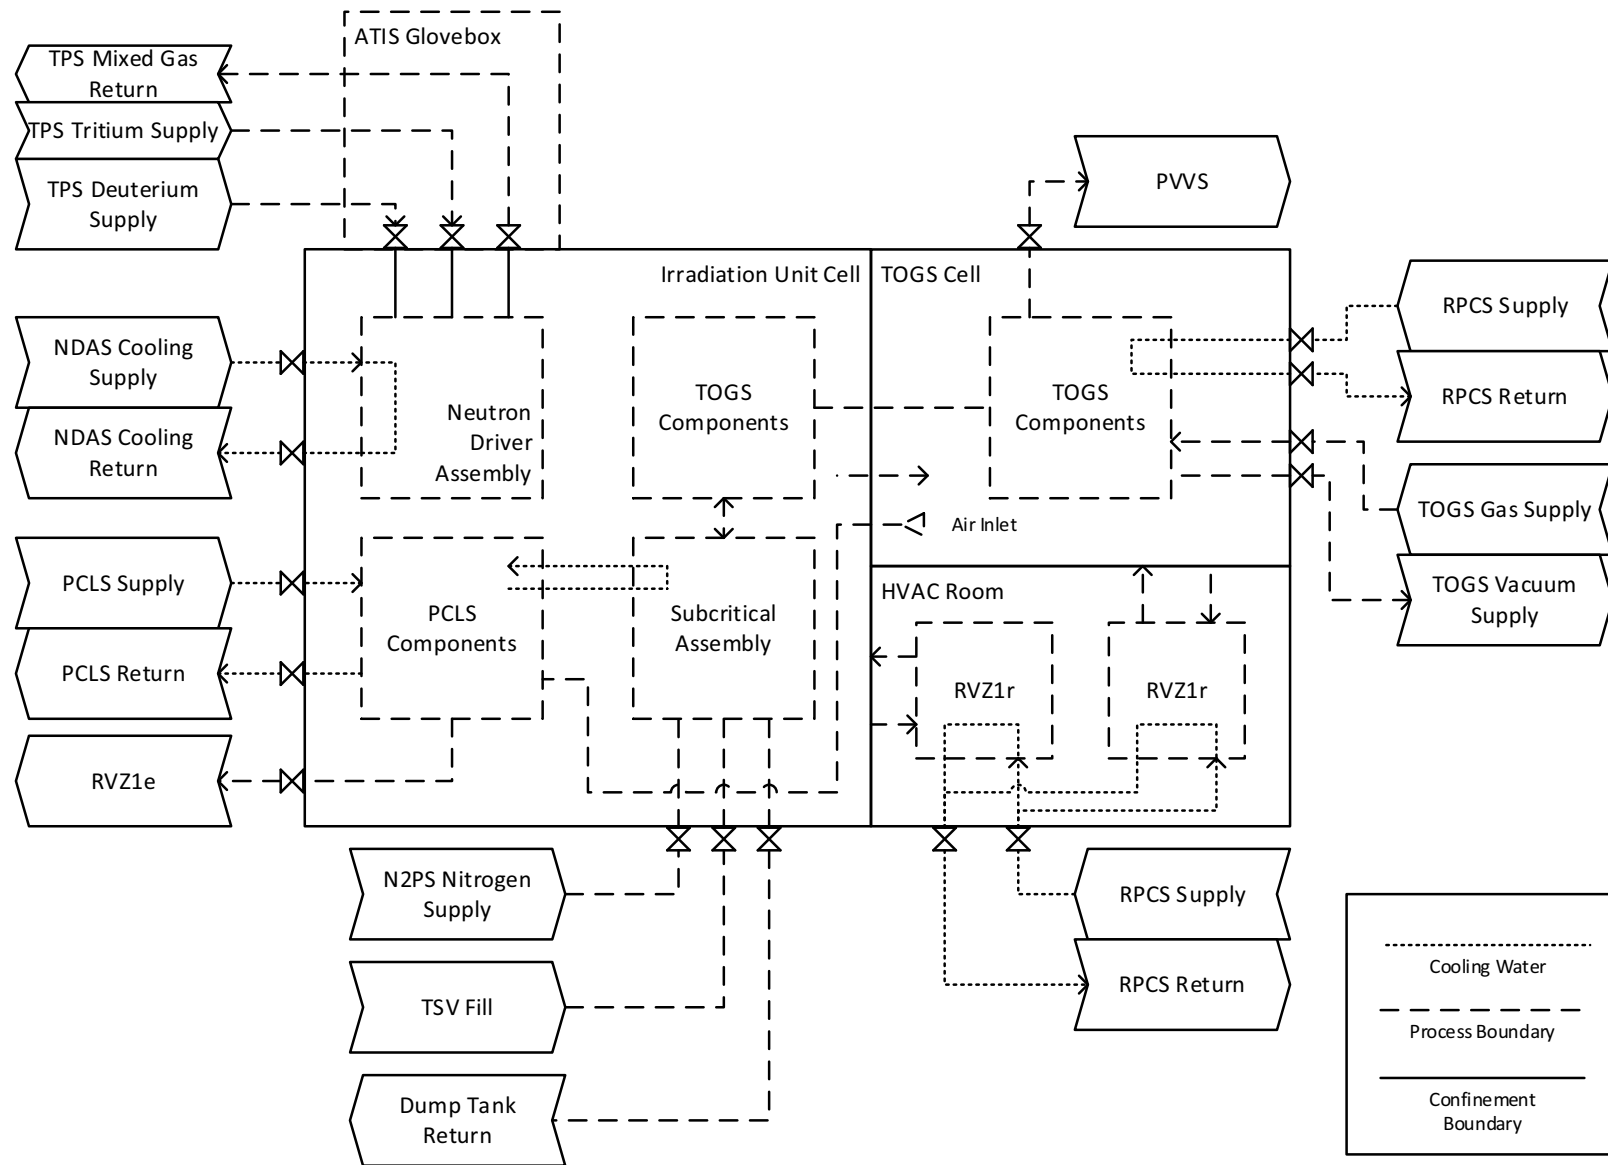 ATIS Glovebox
TPS Mixed Gas
Return
TPS Tritium Supply
TPS Deuterium
Supply
PVVS
Irradiation Unit Cell
TOGS Cell
RPCS Supply
RPCS Return
NDAS Cooling
Supply
NDAS Cooling
Return
Neutron
Driver
Assembly
TOGS
Components
TOGS
Components
TOGS Gas Supply
TOGS Vacuum
Supply
Air Inlet
PCLS Supply
PCLS Return
PCLS
Components
Subcritical
Assembly
HVAC Room
RVZ1r
RVZ1r
RVZ1e
N2PS Nitrogen
Supply
TSV Fill
Dump Tank
Return
RPCS Supply
RPCS Return
Cooling Water
Process Boundary
Confinement
Boundary